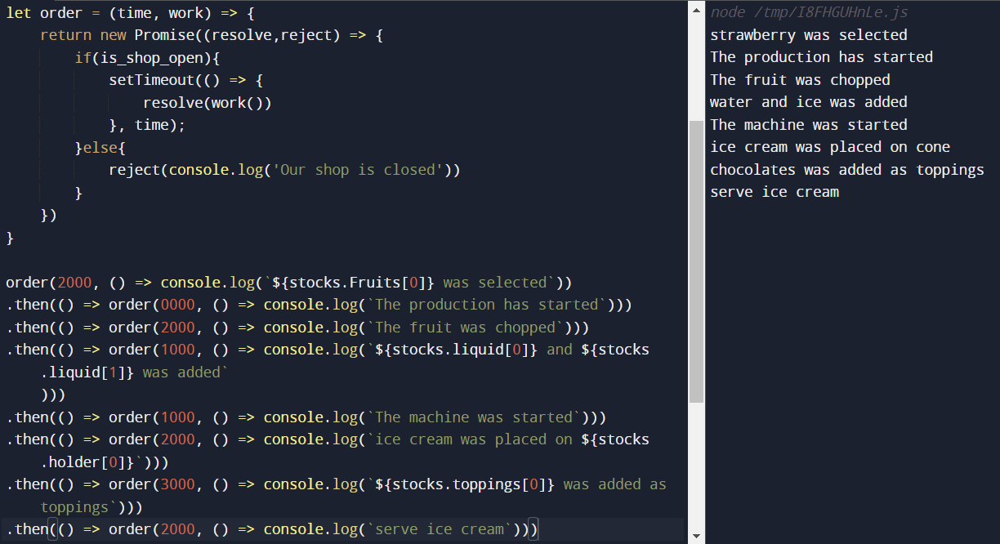 let order = (time, work) => {
    return new Promise((resolve,reject) => {
        if(is_shop_open){
            setTimeout(() => {
                resolve(work())
            }, time);
        }else{
            reject(console.log('Our shop is closed'))
        }
    })
}

order(2000, () => console.log(`${stocks.Fruits[0]} was selected`))
.then(() => order(0000, () => console.log(`The production has started`)))
.then(() => order(2000, () => console.log(`The fruit was chopped`)))
.then(() => order(1000, () => console.log(`${stocks.liquid[0]} and ${stocks
    .liquid[1]} was added`
    )))
.then(() => order(1000, () => console.log(`The machine was started`)))
.then(() => order(2000, () => console.log(`ice cream was placed on ${stocks
    .holder[0]}`)))
.then(() => order(3000, () => console.log(`${stocks.toppings[0]} was added as
    toppings`)))
.then(() => order(2000, () => console.log(`serve ice cream`)))
node /tmp/I8FHGUHnLe.js
strawberry was selected
The production has started
The fruit was chopped
water and ice was added
The machine was started
ice cream was placed on cone
chocolates was added as toppings
serve ice cream